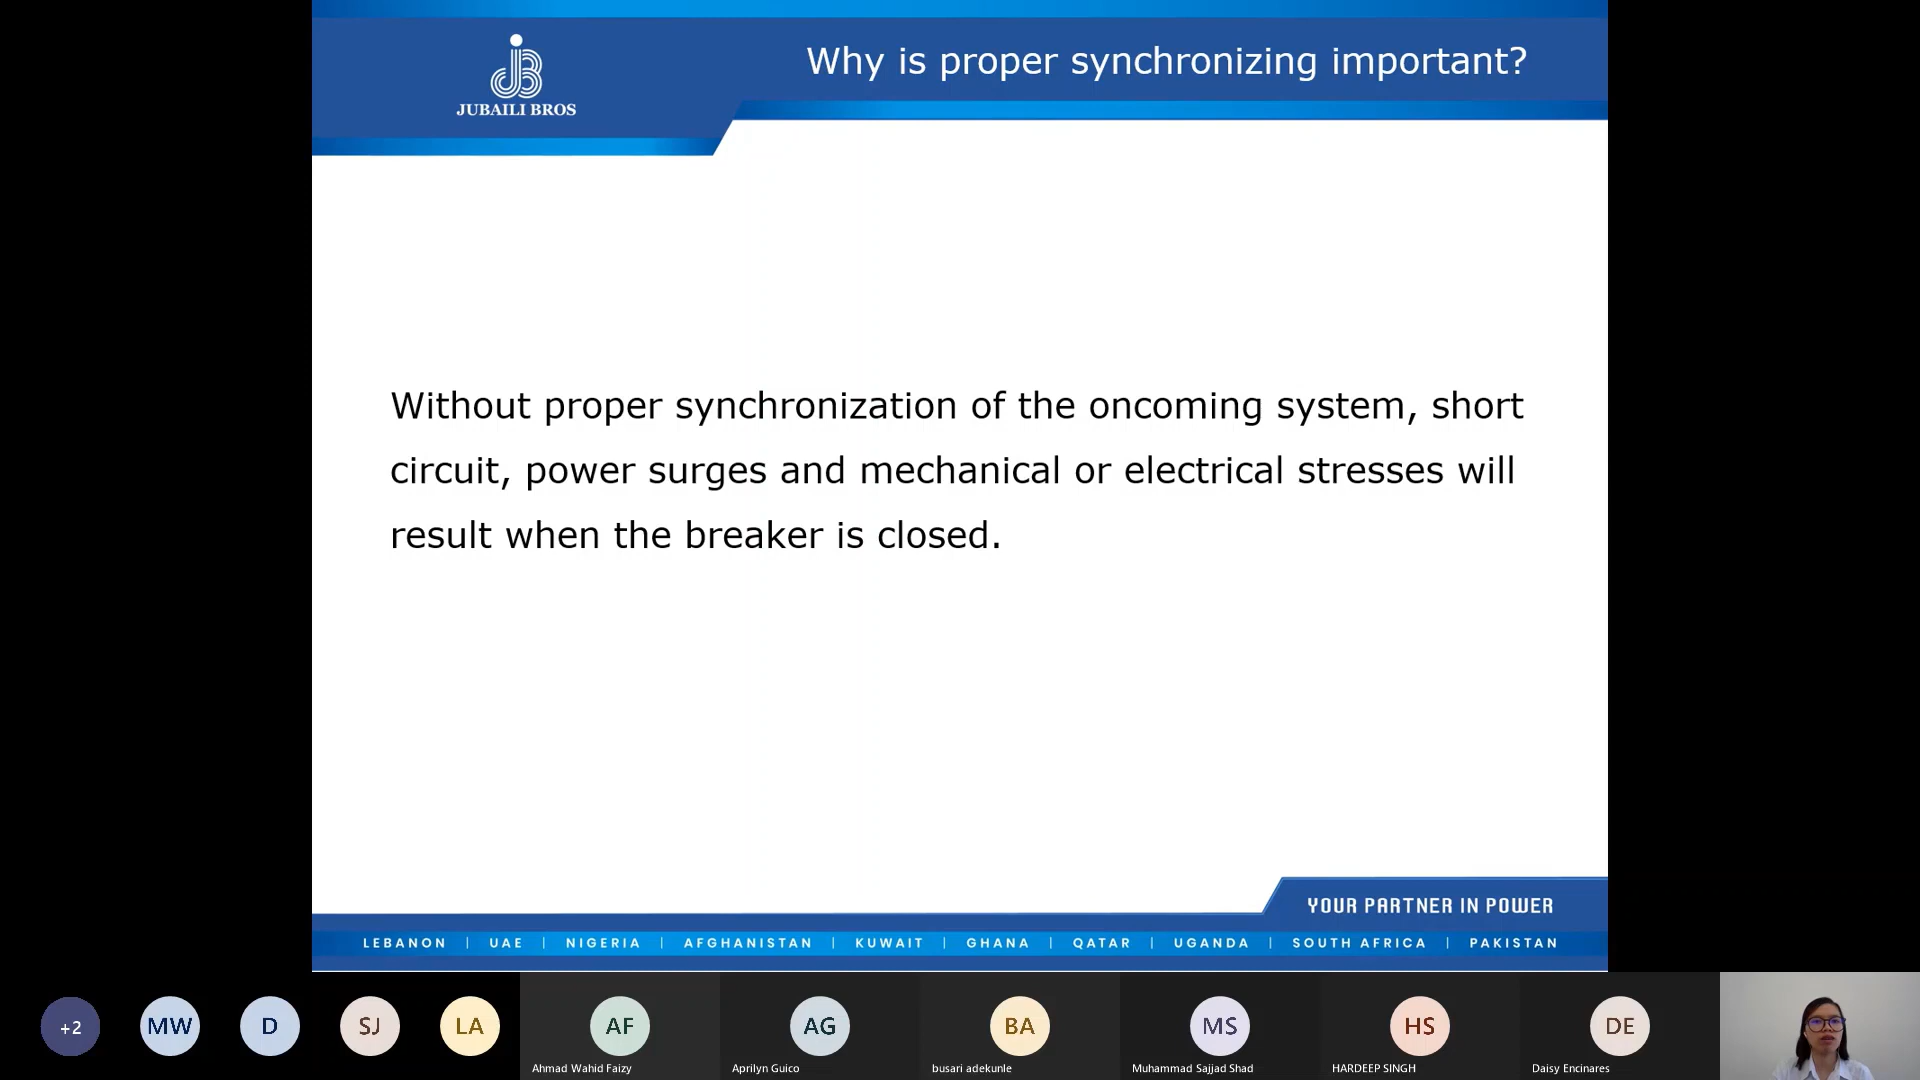 JUBAILI BROS
Why is proper synchronizing important?
Without proper synchronization of the oncoming system, short
circuit, power surges and mechanical or electrical stresses will
result when the breaker is closed.
YOUR PARTNER IN POWER
LEBANON | UAE | NIGERIA | AFGHANISTAN | KUWAIT | GHANA | QATAR | UGANDA | SOUTH AFRICA | PAKISTAN
+2 MW D SJ LA AF AG BA MS HS DE
Ahmad Wahid Faizy Aprilyn Guico busari adekunle Muhammad Sajjad Shad HARDEEP SINGH Daisy Encinares